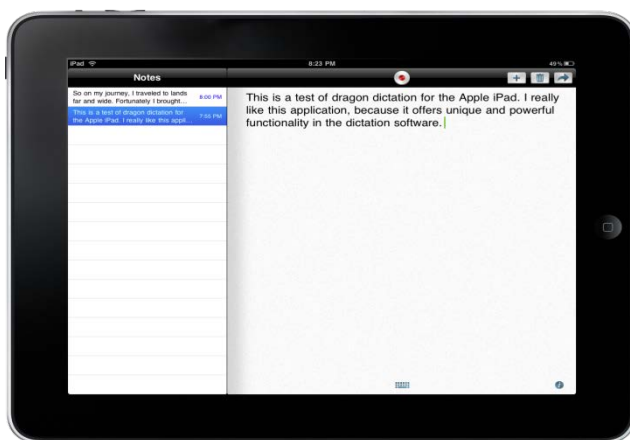 iPad 8:23 PM 49%
Notes
So on my journey, I traveled to lands
far and wide. Fortunately I brought... 8:00 PM
This is a test of dragon dictation for
the Apple iPad. I really like this appli... 7:55 PM
This is a test of dragon dictation for the Apple iPad. I really
like this application, because it offers unique and powerful
functionality in the dictation software.